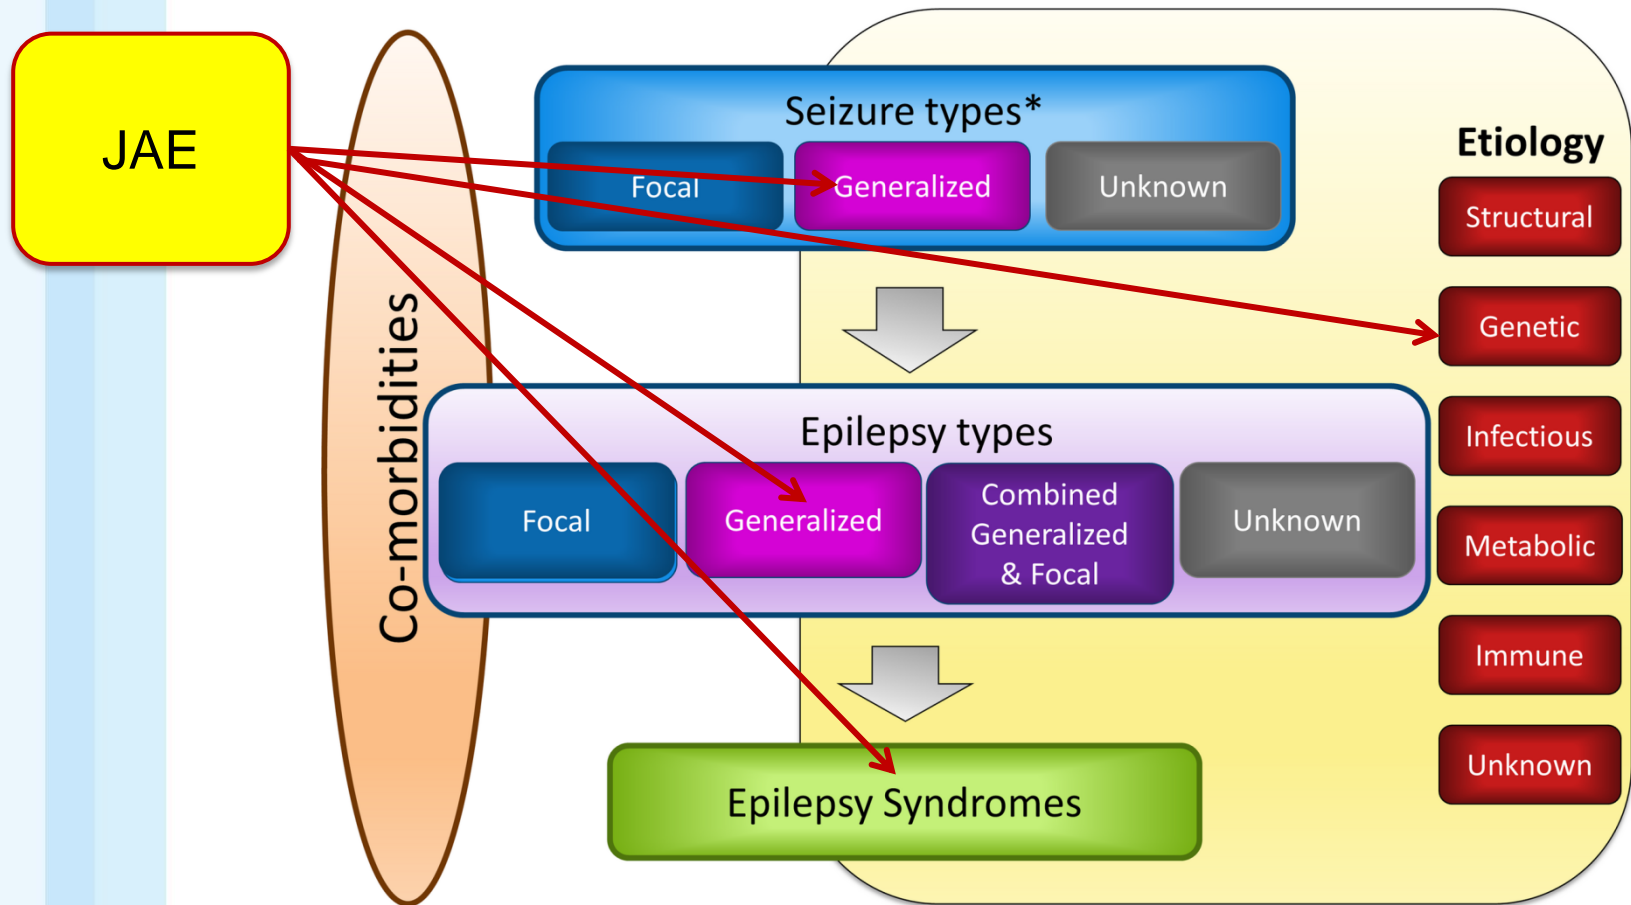 JAE
Co-morbidities
Seizure types*
Focal
Generalized
Unknown
Epilepsy types
Focal
Generalized
Combined
Generalized
& Focal
Unknown
Epilepsy Syndromes
Etiology
Structural
Genetic
Infectious
Metabolic
Immune
Unknown